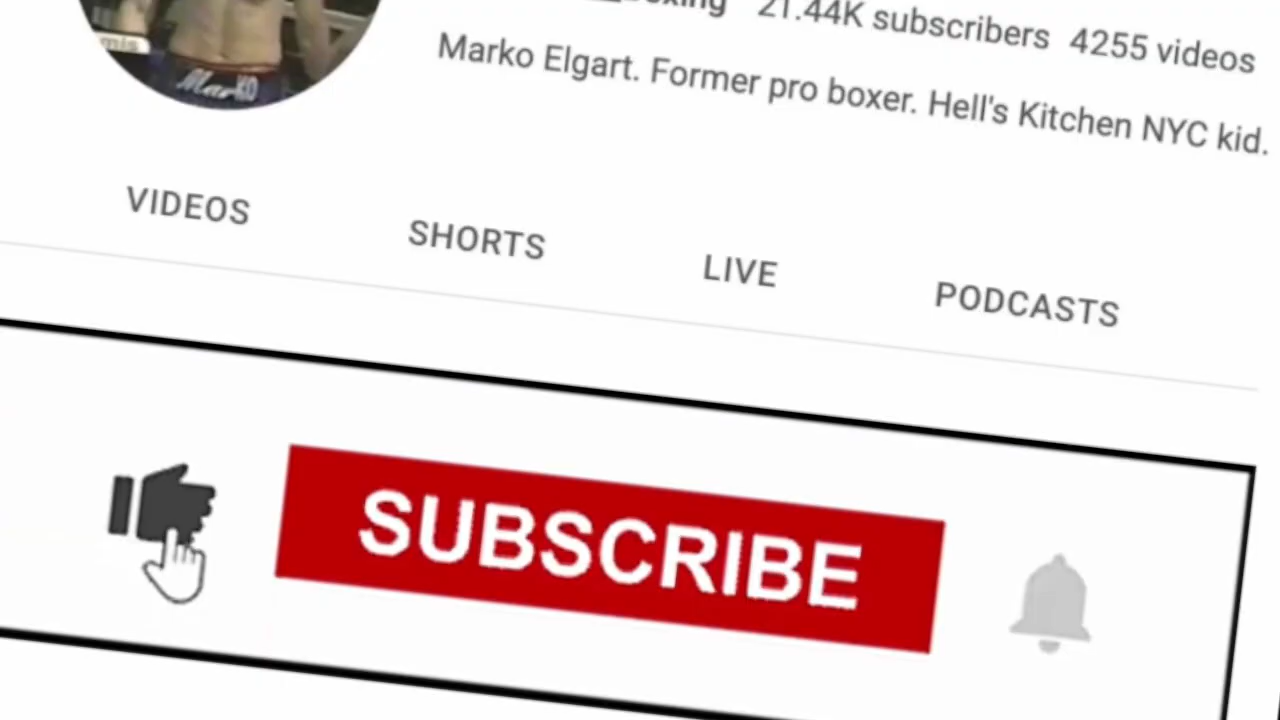 21.44K subscribers 4255 videos
Marko Elgart. Former pro boxer. Hell's Kitchen NYC kid.
VIDEOS
SHORTS
LIVE
PODCASTS
SUBSCRIBE